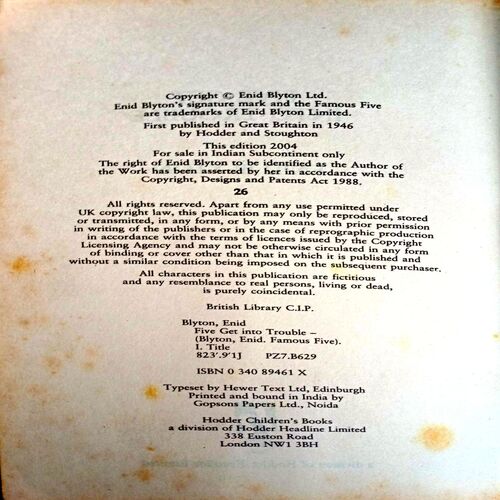 Copyright © Enid Blyton Ltd.
Enid Blyton's signature mark and the Famous Five
are trademarks of Enid Blyton Limited.
First published in Great Britain in 1946
by Hodder and Stoughton
This edition 2004
For sale in Indian Subcontinent only
The right of Enid Blyton to be identified as the Author of
the Work has been asserted by her in accordance with the
Copyright, Designs and Patents Act 1988.
26
All rights reserved. Apart from any use permitted under
UK copyright law, this publication may only be reproduced, stored
or transmitted, in any form, or by any means with prior permission
in writing of the publishers or in the case of reprographic production
in accordance with the terms of licences issued by the Copyright
Licensing Agency and may not be otherwise circulated in any form
of binding or cover other than that in which it is published and
without a similar condition being imposed on the subsequent purchaser.
All characters in this publication are fictitious
and any resemblance to real persons, living or dead,
is purely coincidental.
British Library C.I.P.
Blyton, Enid
Five Get into Trouble –
(Blyton, Enid. Famous Five).
I. Title
823'.9'1J PZ7.B629
ISBN 0 340 89461 X
Typeset by Hewer Text Ltd, Edinburgh
Printed and bound in India by
Gopsons Papers Ltd., Noida
Hodder Children's Books
a division of Hodder Headline Limited
338 Euston Road
London NW1 3BH